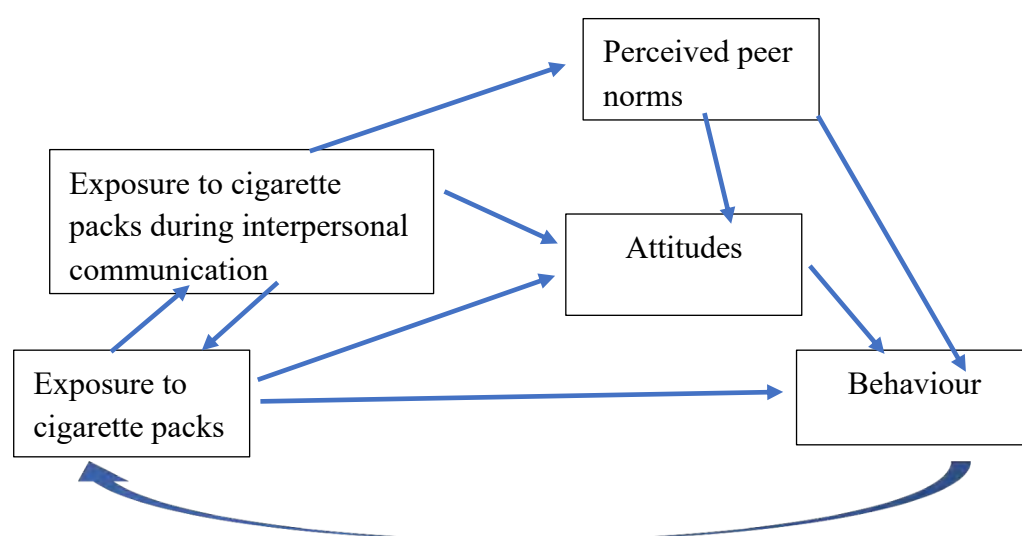 Perceived peer
norms
Exposure to cigarette
packs during interpersonal
communication
Attitudes
Exposure to
cigarette packs
Behaviour